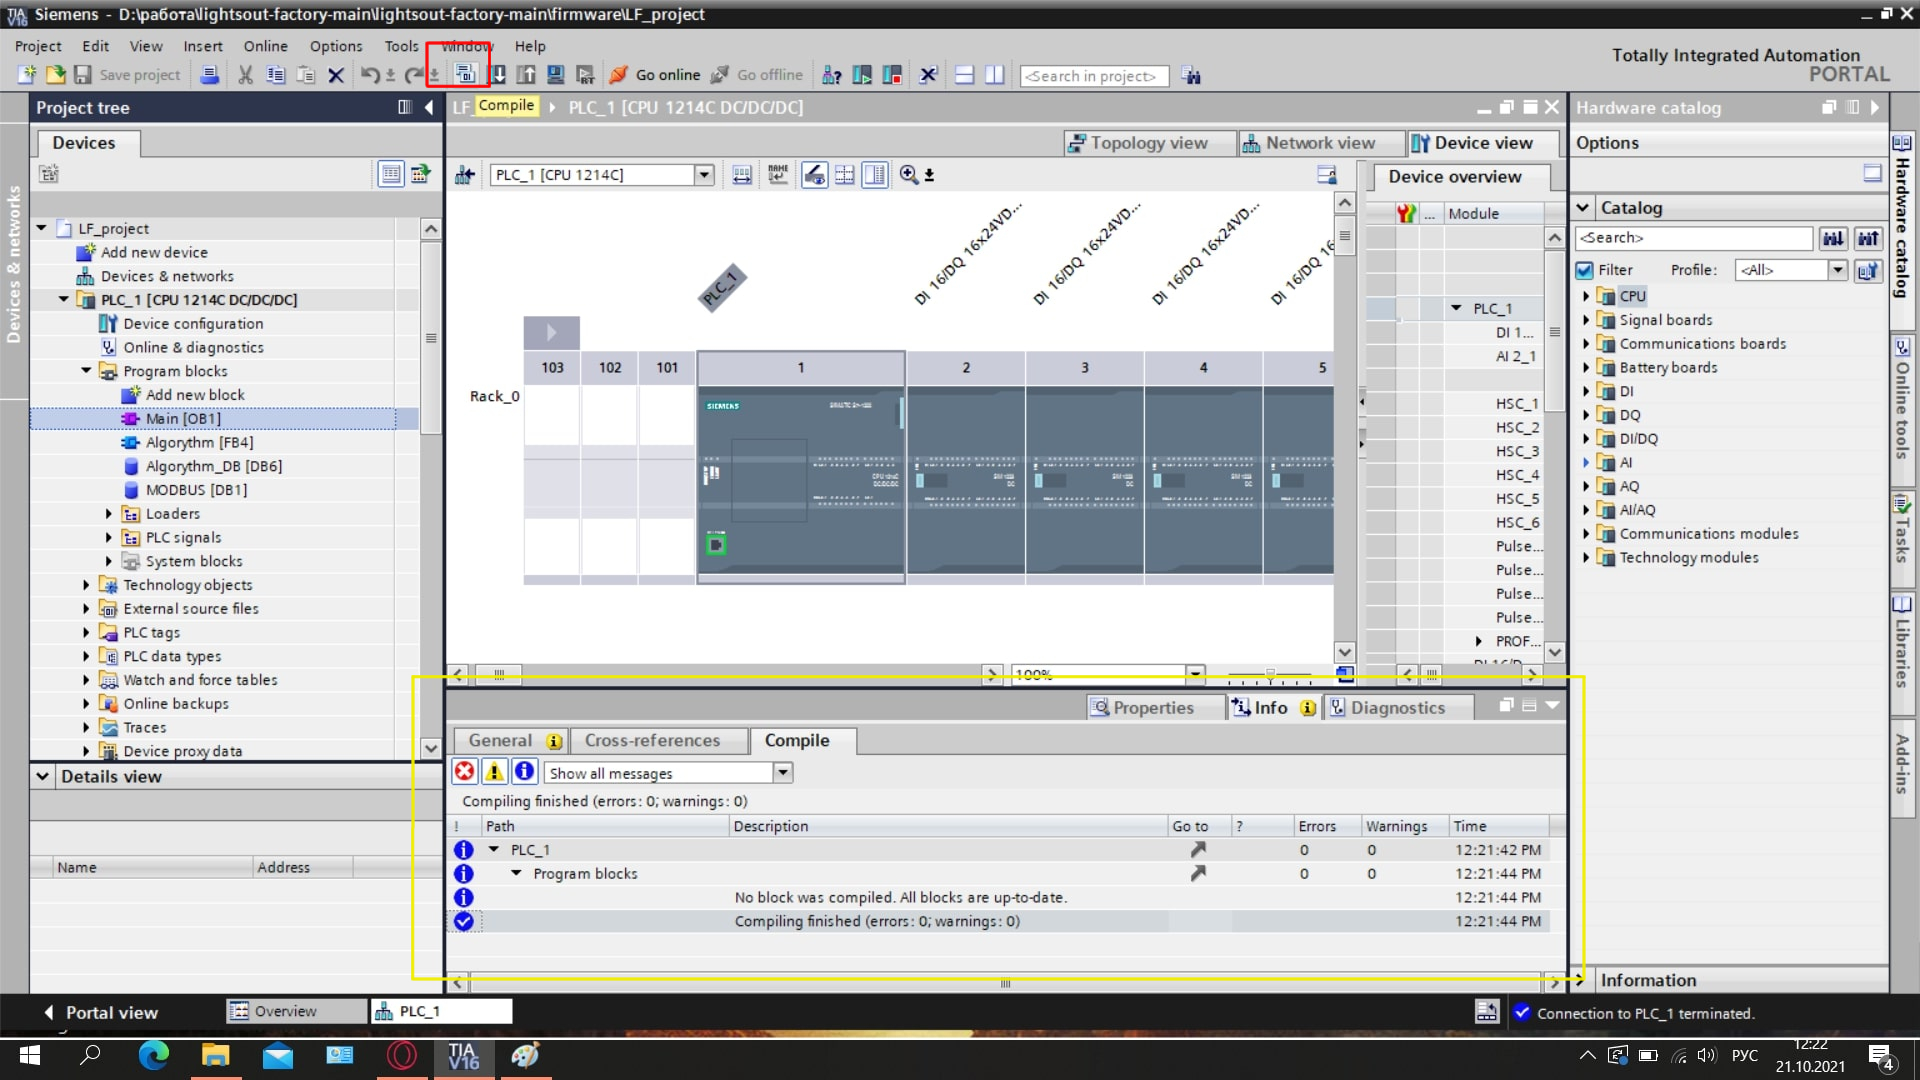 Siemens - D:\работа\lightsout-factory-main\lightsout-factory-main\firmware\LF_project
Project Edit View Insert Online Options Tools Window Help
Totally Integrated Automation
PORTAL
Save project
Go online
Go offline
<Search in project>
Project tree
Compile
PLC_1 [CPU 1214C DC/DC/DC]
Hardware catalog
Devices
Topology view
Network view
Device view
Options
PLC_1 [CPU 1214C]
Device overview
Devices & networks
LF_project
Add new device
Devices & networks
PLC_1 [CPU 1214C DC/DC/DC]
Device configuration
Online & diagnostics
Program blocks
Add new block
Main [OB1]
Algorythm [FB4]
Algorythm_DB [DB6]
MODBUS [DB1]
Loaders
PLC signals
System blocks
Technology objects
External source files
PLC tags
PLC data types
Watch and force tables
Online backups
Traces
Device proxy data
PLC_1
DI 16/DQ 16x24VD...
DI 16/DQ 16x24VD...
DI 16/DQ 16x24VD...
DI 16/DQ 16x
103 102 101 1 2 3 4 5
Rack_0
SIEMENS
100%
... Module
PLC_1
DI 1...
AI 2_1
HSC_1
HSC_2
HSC_3
HSC_4
HSC_5
HSC_6
Pulse...
Pulse...
Pulse...
Pulse...
PROF...
Catalog
<Search>
Filter Profile: <All>
CPU
Signal boards
Communications boards
Battery boards
DI
DQ
DI/DQ
AI
AQ
AI/AQ
Communications modules
Technology modules
Information
Hardware catalog
Online tools
Tasks
Libraries
Add-ins
Details view
Name Address
Properties
Info
Diagnostics
General
Cross-references
Compile
Show all messages
Compiling finished (errors: 0; warnings: 0)
! Path Description Go to ? Errors Warnings Time
PLC_1 0 0 12:21:42 PM
Program blocks 0 0 12:21:44 PM
No block was compiled. All blocks are up-to-date. 12:21:44 PM
Compiling finished (errors: 0; warnings: 0) 12:21:44 PM
Portal view
Overview
PLC_1
Connection to PLC_1 terminated.
TIA V16
РУС
12:22
21.10.2021
4